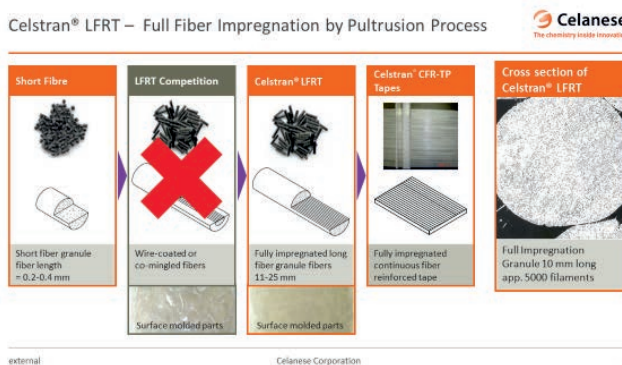 Celstran® LFRT – Full Fiber Impregnation by Pultrusion Process
Celanese
The chemistry inside innovation
Short Fibre
Short fiber granule
fiber length
= 0.2-0.4 mm
LFRT Competition
Wire-coated or
co-mingled fibers
Surface molded parts
Celstran® LFRT
Fully impregnated long
fiber granule fibers
11-25 mm
Surface molded parts
Celstran® CFR-TP
Tapes
Fully impregnated
continuous fiber
reinforced tape
Cross section of
Celstran® LFRT
Full Impregnation
Granule 10 mm long
app. 5000 filaments
external
Celanese Corporation